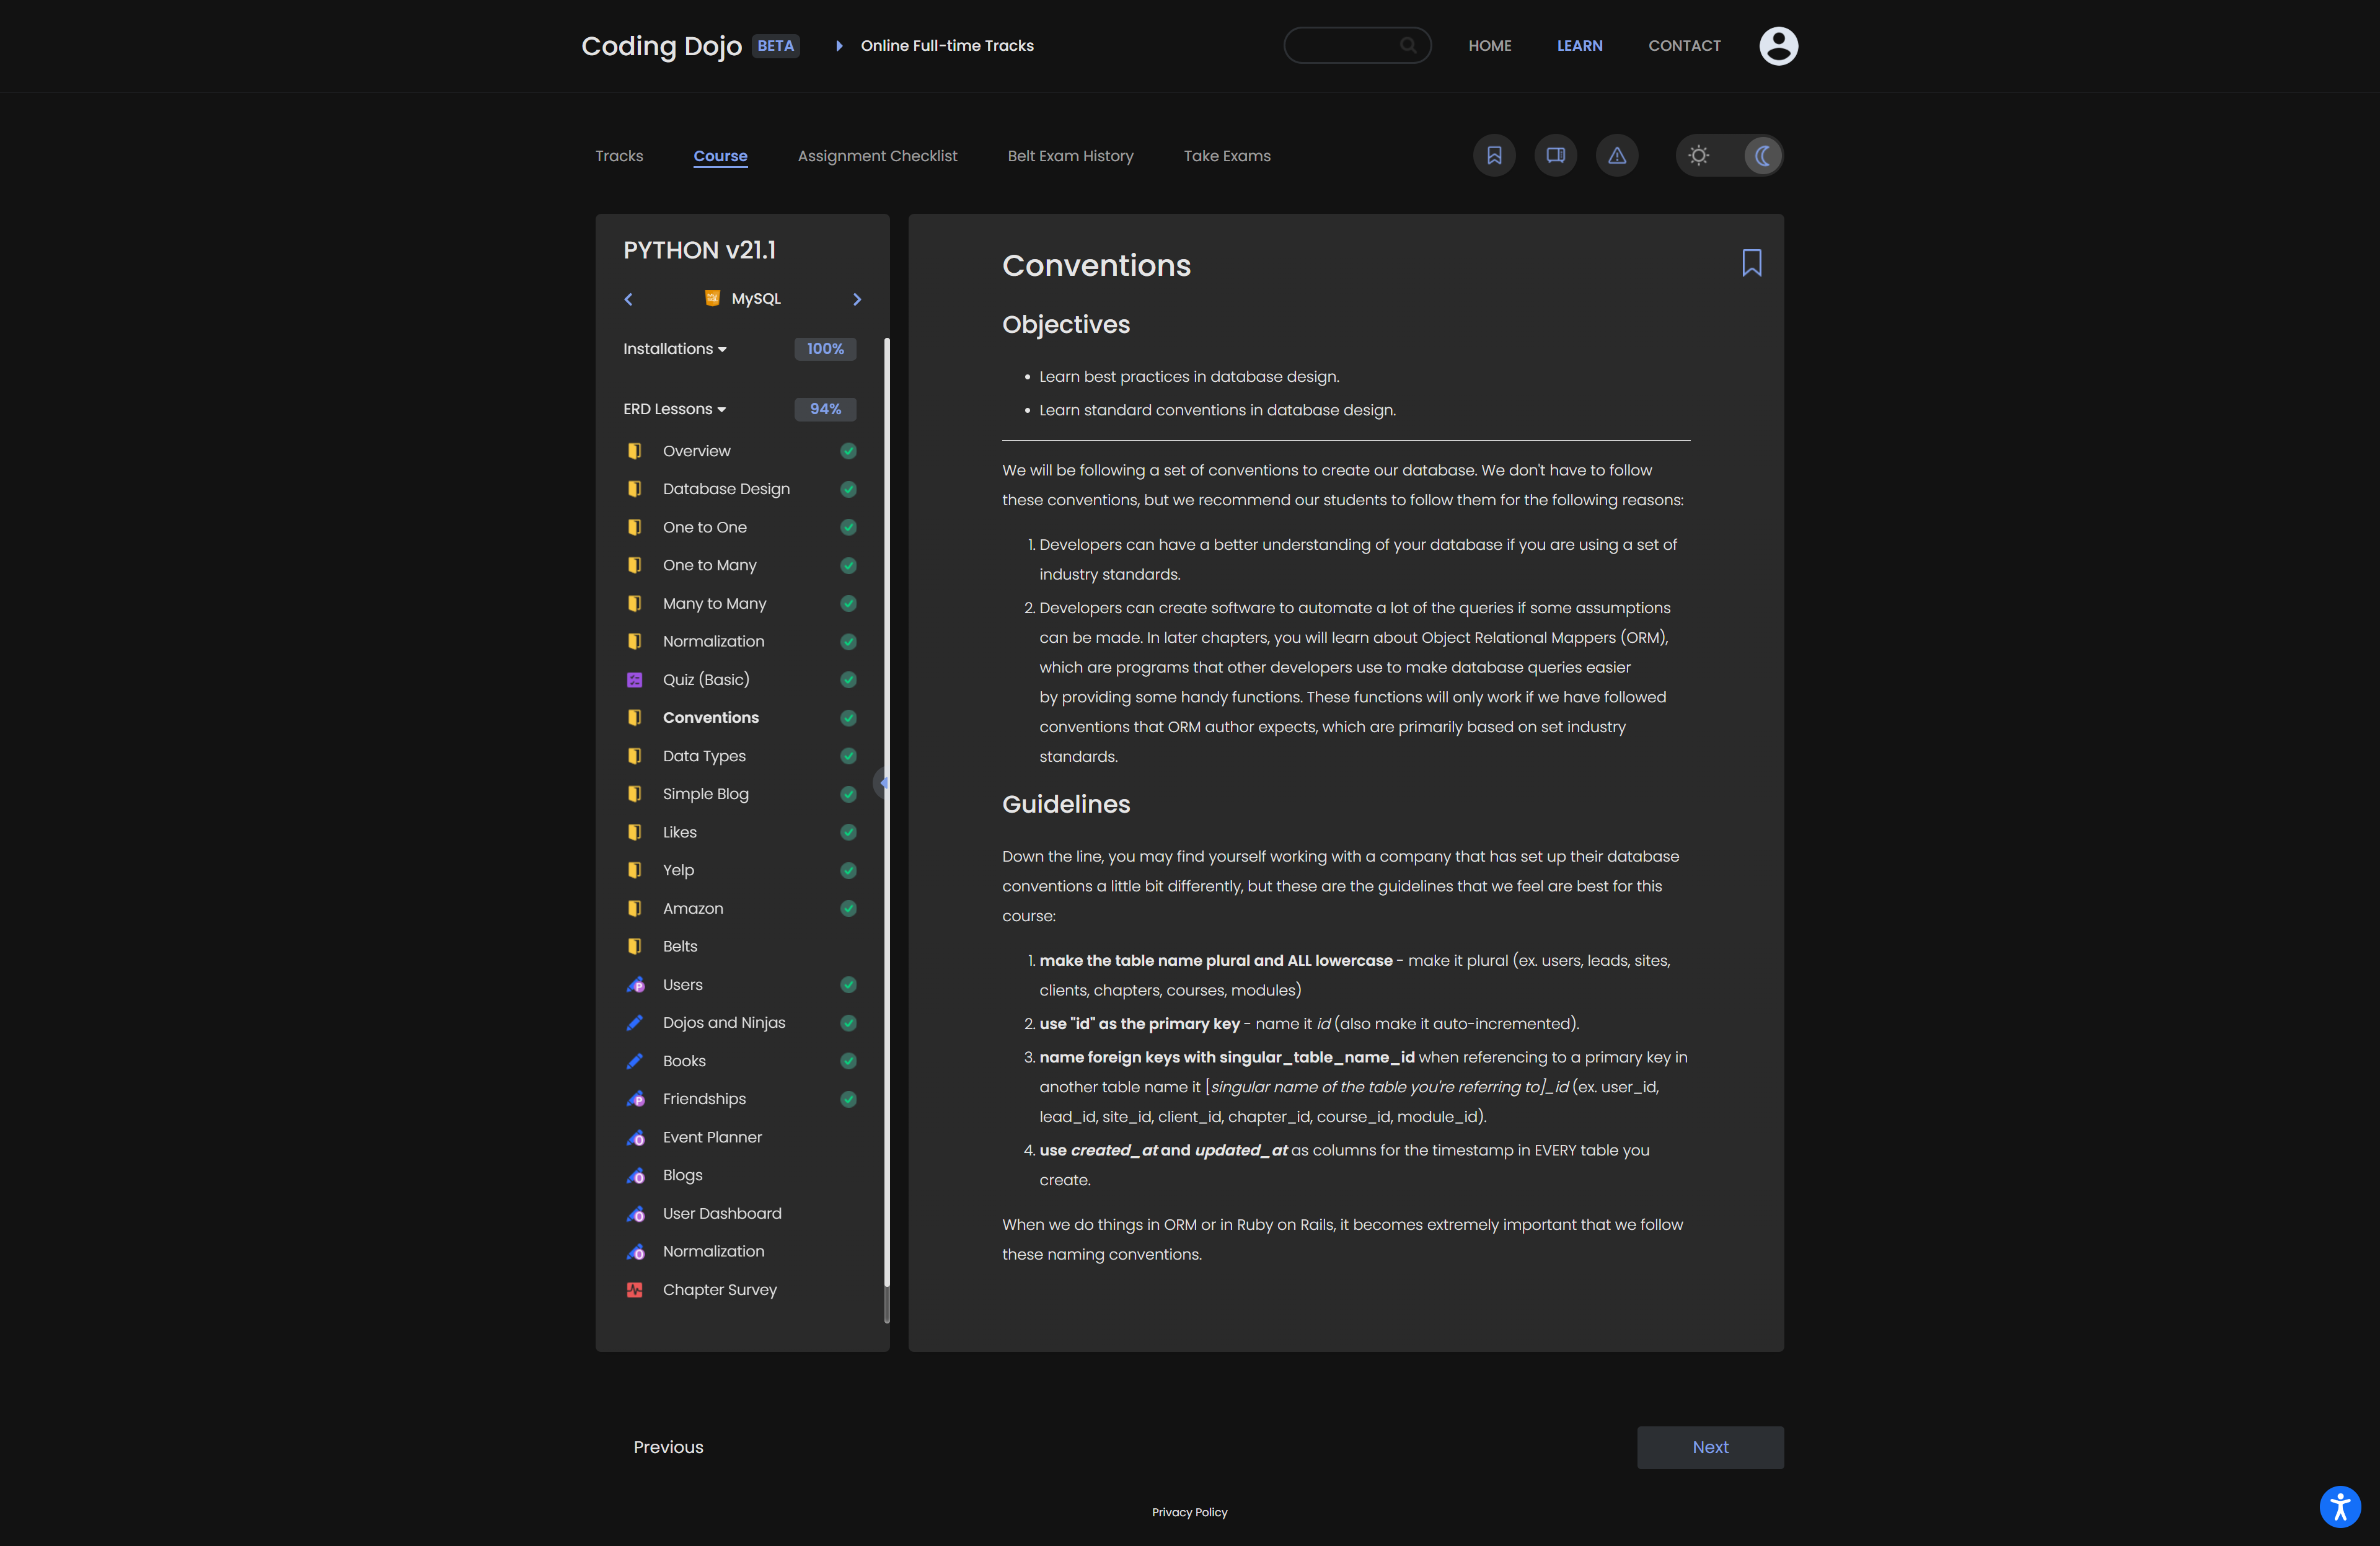 Coding Dojo BETA
Online Full-time Tracks
HOME
LEARN
CONTACT
Tracks
Course
Assignment Checklist
Belt Exam History
Take Exams
PYTHON v21.1
MySQL
Installations
100%
ERD Lessons
94%
Overview
Database Design
One to One
One to Many
Many to Many
Normalization
Quiz (Basic)
Conventions
Data Types
Simple Blog
Likes
Yelp
Amazon
Belts
Users
Dojos and Ninjas
Books
Friendships
Event Planner
Blogs
User Dashboard
Normalization
Chapter Survey
Conventions
Objectives
• Learn best practices in database design.
• Learn standard conventions in database design.
We will be following a set of conventions to create our database. We don't have to follow
these conventions, but we recommend our students to follow them for the following reasons:
1. Developers can have a better understanding of your database if you are using a set of
industry standards.
2. Developers can create software to automate a lot of the queries if some assumptions
can be made. In later chapters, you will learn about Object Relational Mappers (ORM),
which are programs that other developers use to make database queries easier
by providing some handy functions. These functions will only work if we have followed
conventions that ORM author expects, which are primarily based on set industry
standards.
Guidelines
Down the line, you may find yourself working with a company that has set up their database
conventions a little bit differently, but these are the guidelines that we feel are best for this
course:
1. make the table name plural and ALL lowercase - make it plural (ex. users, leads, sites,
clients, chapters, courses, modules)
2. use "id" as the primary key - name it id (also make it auto-incremented).
3. name foreign keys with singular_table_name_id when referencing to a primary key in
another table name it [singular name of the table you're referring to]_id (ex. user_id,
lead_id, site_id, client_id, chapter_id, course_id, module_id).
4. use created_at and updated_at as columns for the timestamp in EVERY table you
create.
When we do things in ORM or in Ruby on Rails, it becomes extremely important that we follow
these naming conventions.
Previous
Next
Privacy Policy